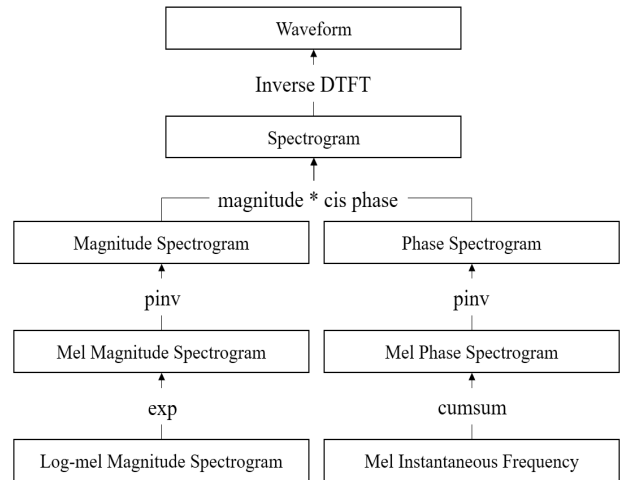 Waveform
Inverse DTFT
Spectrogram
magnitude * cis phase
Magnitude Spectrogram
Phase Spectrogram
pinv
pinv
Mel Magnitude Spectrogram
Mel Phase Spectrogram
exp
cumsum
Log-mel Magnitude Spectrogram
Mel Instantaneous Frequency